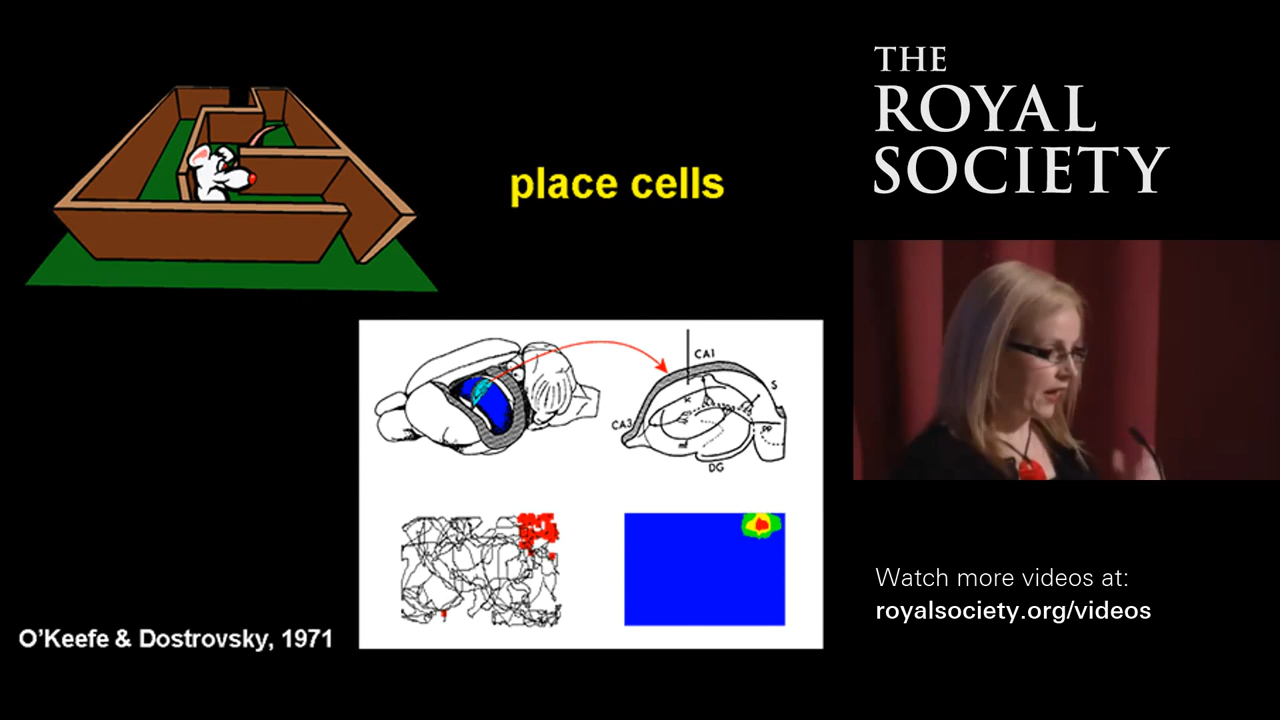 place cells
CA1
S
CA3
DG
O'Keefe & Dostrovsky, 1971
THE
ROYAL
SOCIETY
Watch more videos at:
royalsociety.org/videos